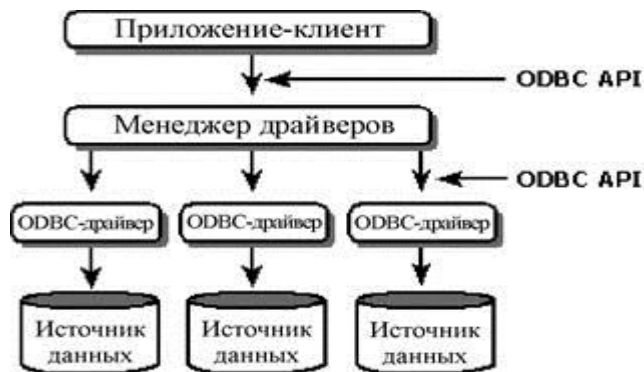 Приложение-клиент
ODBC API
Менеджер драйверов
ODBC API
ODBC-драйвер
ODBC-драйвер
ODBC-драйвер
Источник
данных
Источник
данных
Источник
данных